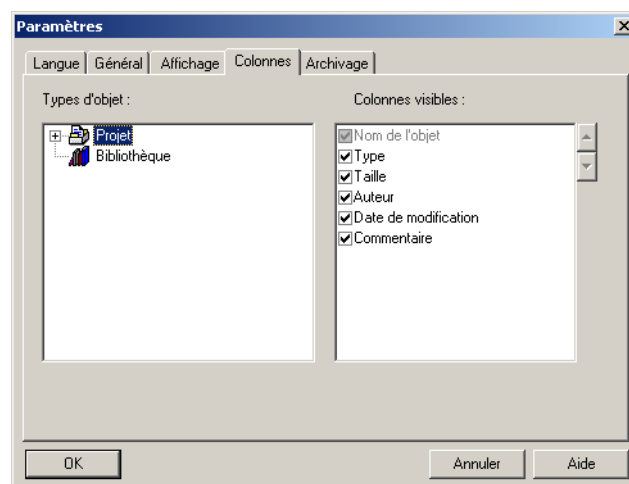 Paramètres
Langue Général Affichage Colonnes Archivage
Types d'objet :
Colonnes visibles :
Projet
Bibliothèque
Nom de l'objet
Type
Taille
Auteur
Date de modification
Commentaire
OK Annuler Aide